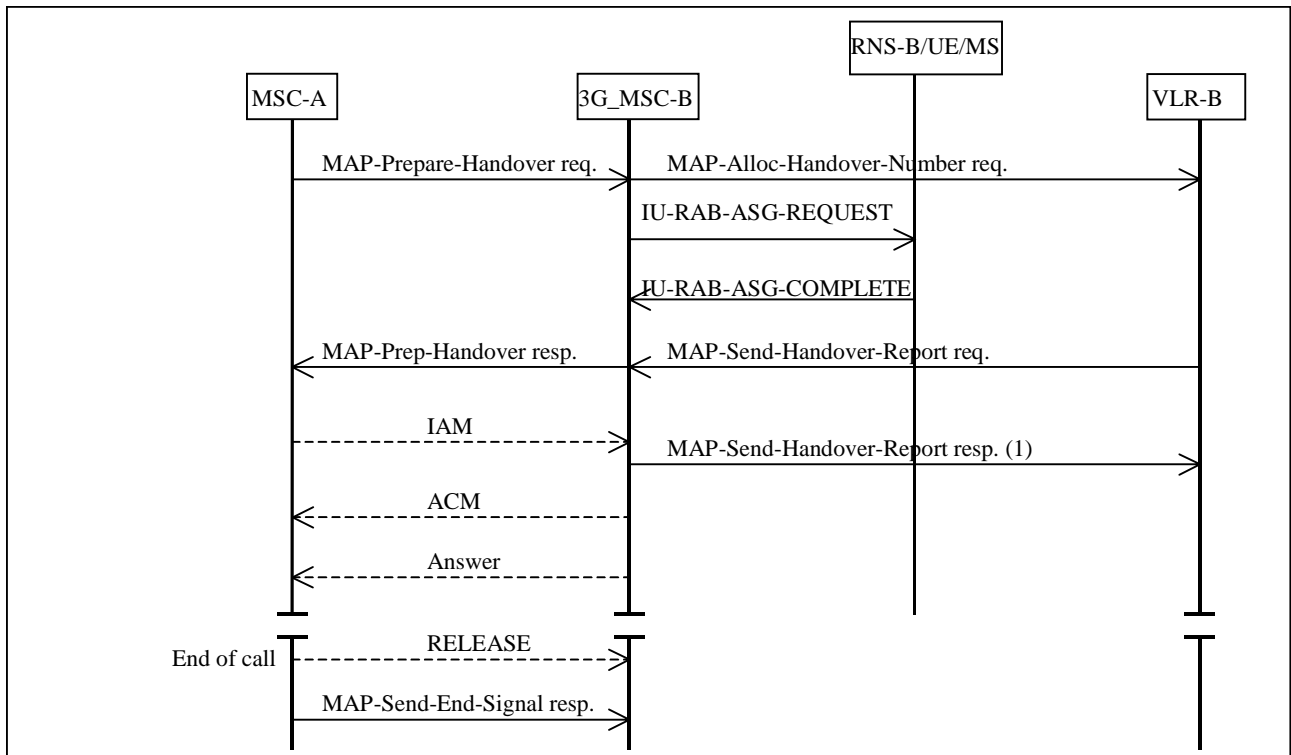 RNS-B/UE/MS
MSC-A
3G_MSC-B
VLR-B
MAP-Prepare-Handover req.
MAP-Alloc-Handover-Number req.
IU-RAB-ASG-REQUEST
IU-RAB-ASG-COMPLETE
MAP-Prep-Handover resp.
MAP-Send-Handover-Report req.
IAM
MAP-Send-Handover-Report resp. (1)
ACM
Answer
RELEASE
End of call
MAP-Send-End-Signal resp.